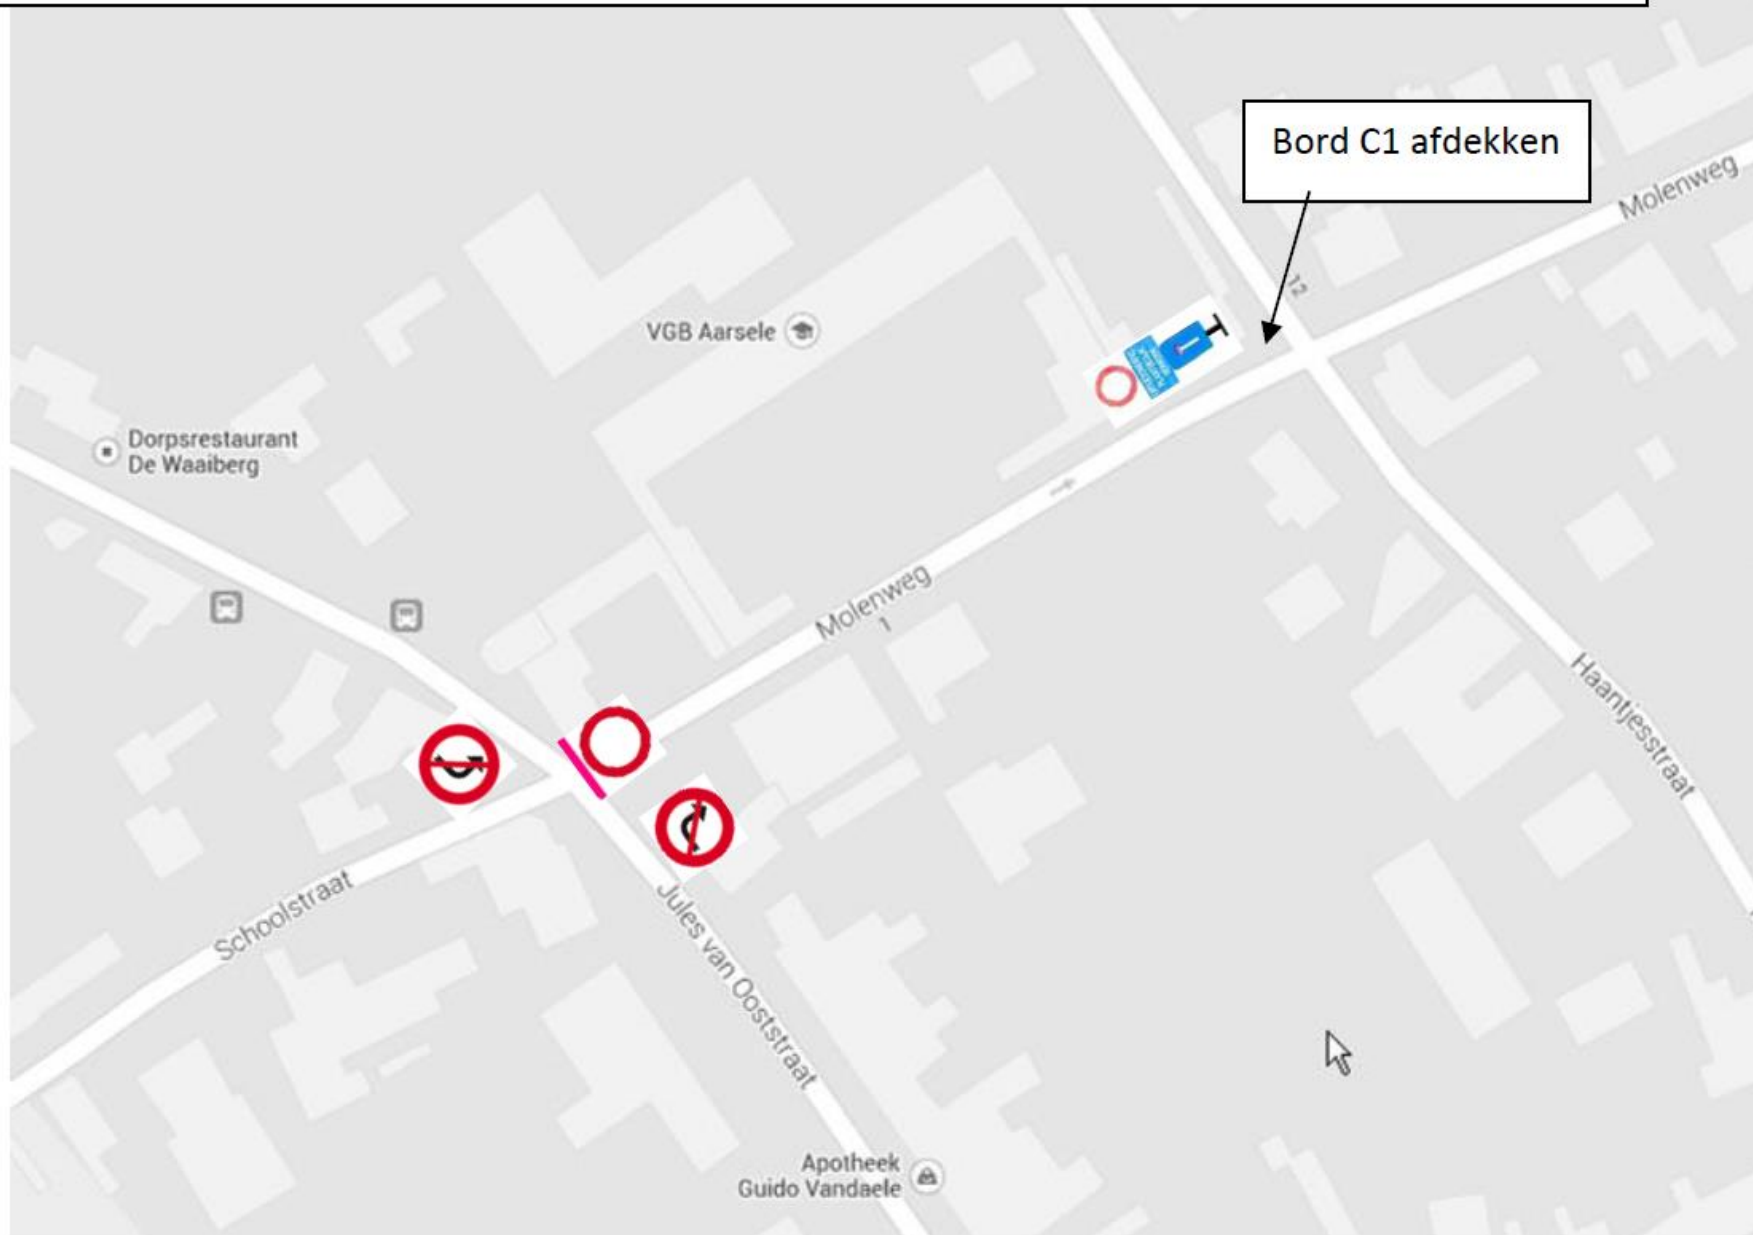 Bord C1 afdekken
Molenweg
12
VGB Aarsele
Dorpsrestaurant
De Waaiberg
Molenweg
1
Haantjesstraat
Schoolstraat
Jules van Ooststraat
Apotheek
Guido Vandaele